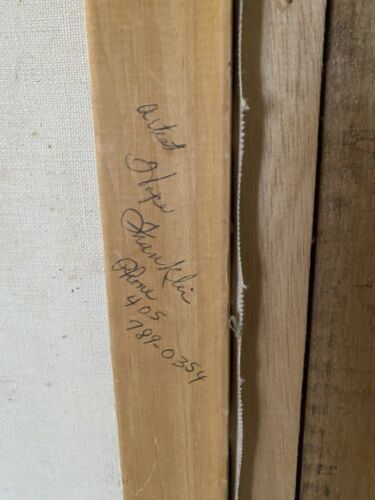 artist
Hope
Franklin
Phone
405
789-0354